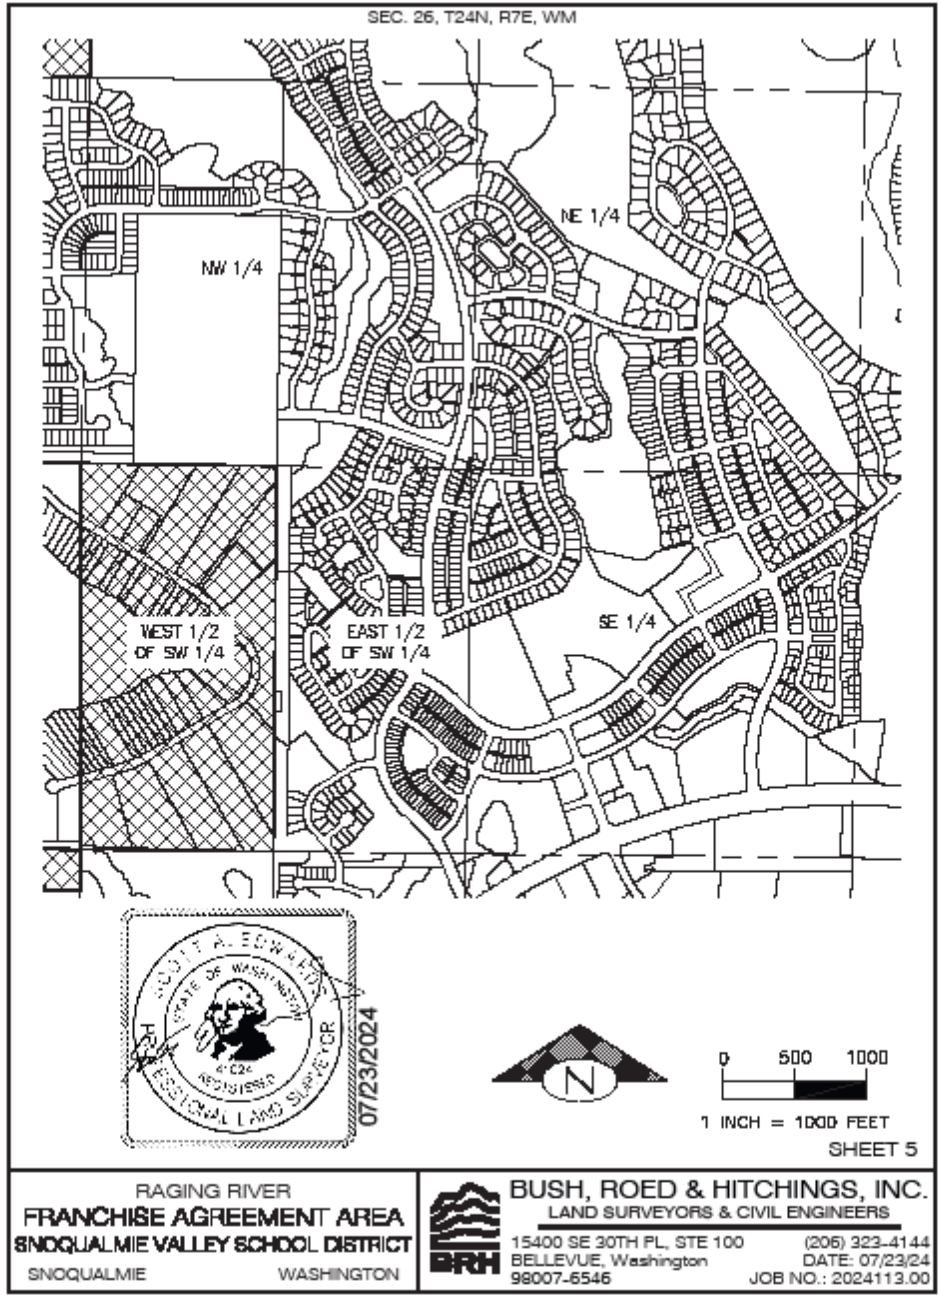 SEC. 26, T24N, R7E, WM
NE 1/4
NW 1/4
WEST 1/2
OF SW 1/4
EAST 1/2
OF SW 1/4
SE 1/4
SCOTT A. EDWARDS
STATE OF WASHINGTON
REGISTERED
PROFESSIONAL LAND SURVEYOR
07/23/2024
N
0 500 1000
1 INCH = 1000 FEET
SHEET 5
RAGING RIVER
FRANCHISE AGREEMENT AREA
SNOQUALMIE VALLEY SCHOOL DISTRICT
SNOQUALMIE WASHINGTON
BRH
BUSH, ROED & HITCHINGS, INC.
LAND SURVEYORS & CIVIL ENGINEERS
15400 SE 30TH PL, STE 100 (206) 323-4144
BELLEVUE, Washington DATE: 07/23/24
98007-6546 JOB NO.: 2024113.00